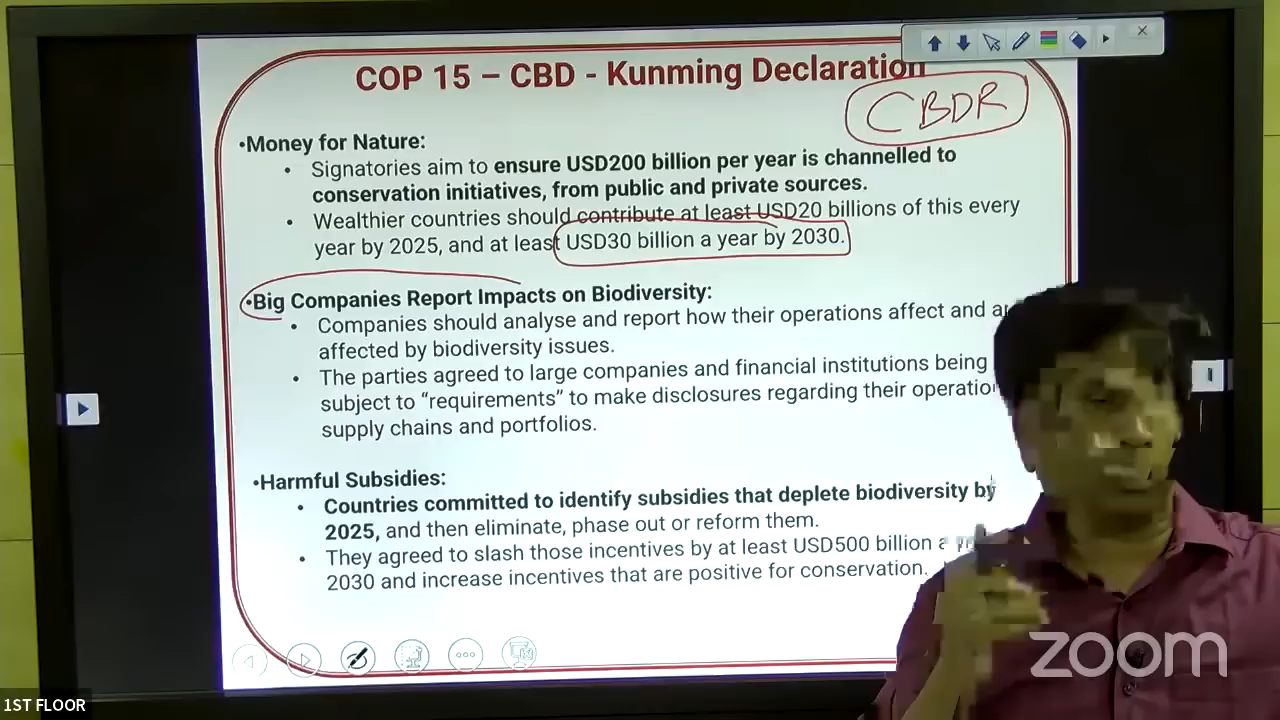 COP 15 – CBD - Kunming Declaration
CBDR
•Money for Nature:
• Signatories aim to ensure USD200 billion per year is channelled to
conservation initiatives, from public and private sources.
• Wealthier countries should contribute at least USD20 billions of this every
year by 2025, and at least USD30 billion a year by 2030.
•Big Companies Report Impacts on Biodiversity:
• Companies should analyse and report how their operations affect and
affected by biodiversity issues.
• The parties agreed to large companies and financial institutions being
subject to “requirements” to make disclosures regarding their
supply chains and portfolios.
•Harmful Subsidies:
• Countries committed to identify subsidies that deplete biodiversity by
2025, and then eliminate, phase out or reform them.
• They agreed to slash those incentives by at least USD500 billion
2030 and increase incentives that are positive for conservation.
zoom
1ST FLOOR